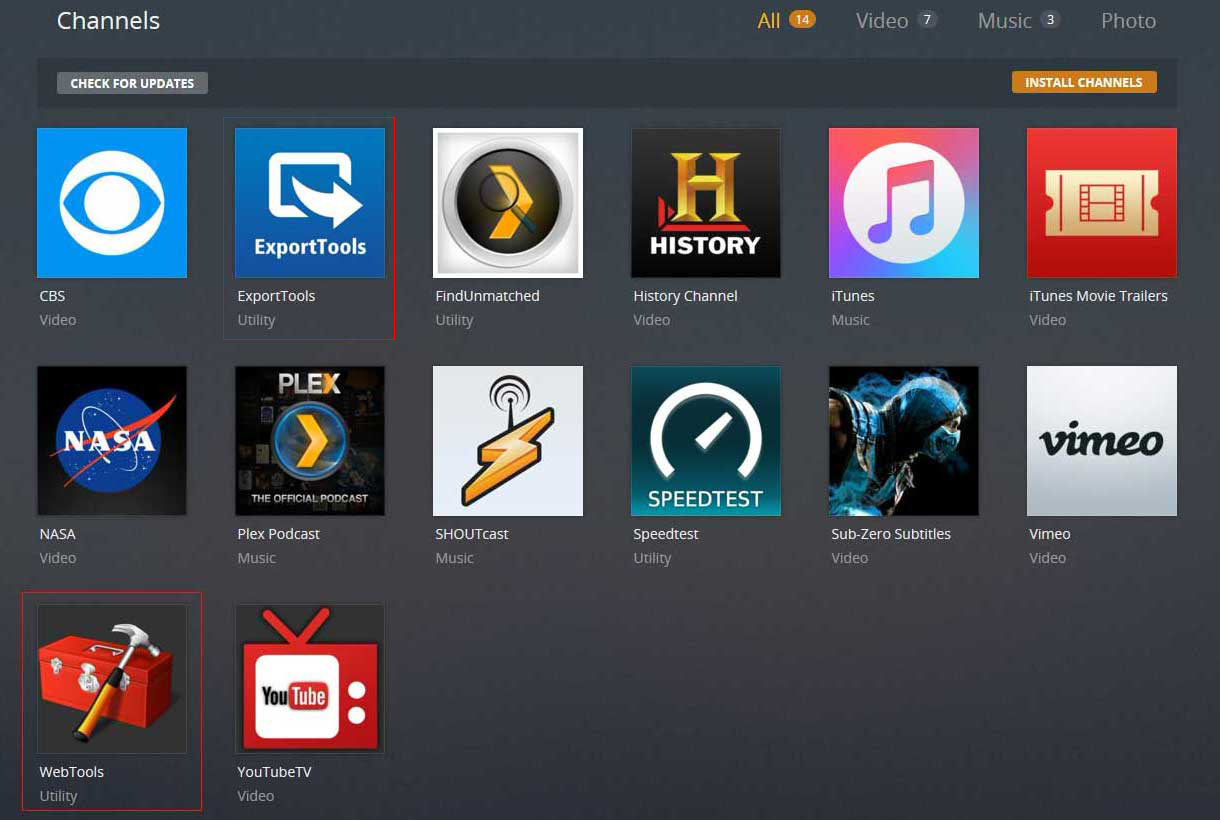 Channels
All 14 Video 7 Music 3 Photo
CHECK FOR UPDATES
INSTALL CHANNELS
ExportTools
HISTORY
CBS
Video
ExportTools
Utility
FindUnmatched
Utility
History Channel
Video
iTunes
Music
iTunes Movie Trailers
Video
NASA
PLEX
THE OFFICIAL PODCAST
SPEEDTEST
vimeo
NASA
Video
Plex Podcast
Music
SHOUTcast
Music
Speedtest
Utility
Sub-Zero Subtitles
Video
Vimeo
Video
YouTube
WebTools
Utility
YouTubeTV
Video